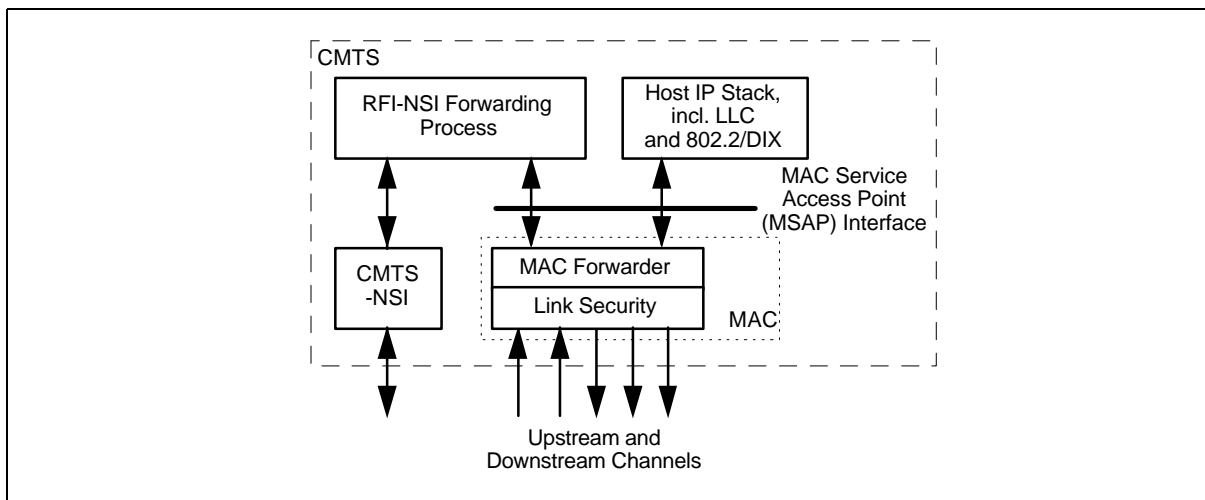 CMTS
RFI-NSI Forwarding
Process
Host IP Stack,
incl. LLC
and 802.2/DIX
MAC Service
Access Point
(MSAP) Interface
CMTS
-NSI
MAC Forwarder
Link Security
MAC
Upstream and
Downstream Channels